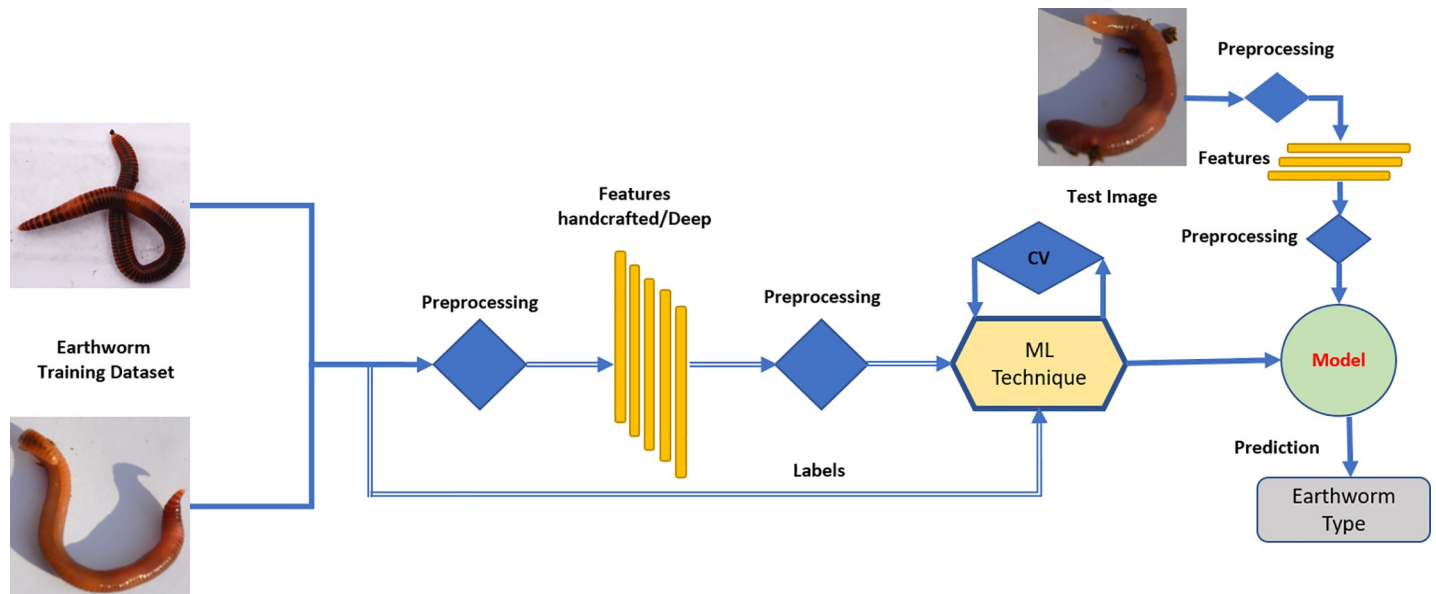 Earthworm
Training Dataset
Preprocessing
Features
handcrafted/Deep
Preprocessing
Labels
CV
ML
Technique
Test Image
Preprocessing
Features
Preprocessing
Model
Prediction
Earthworm
Type